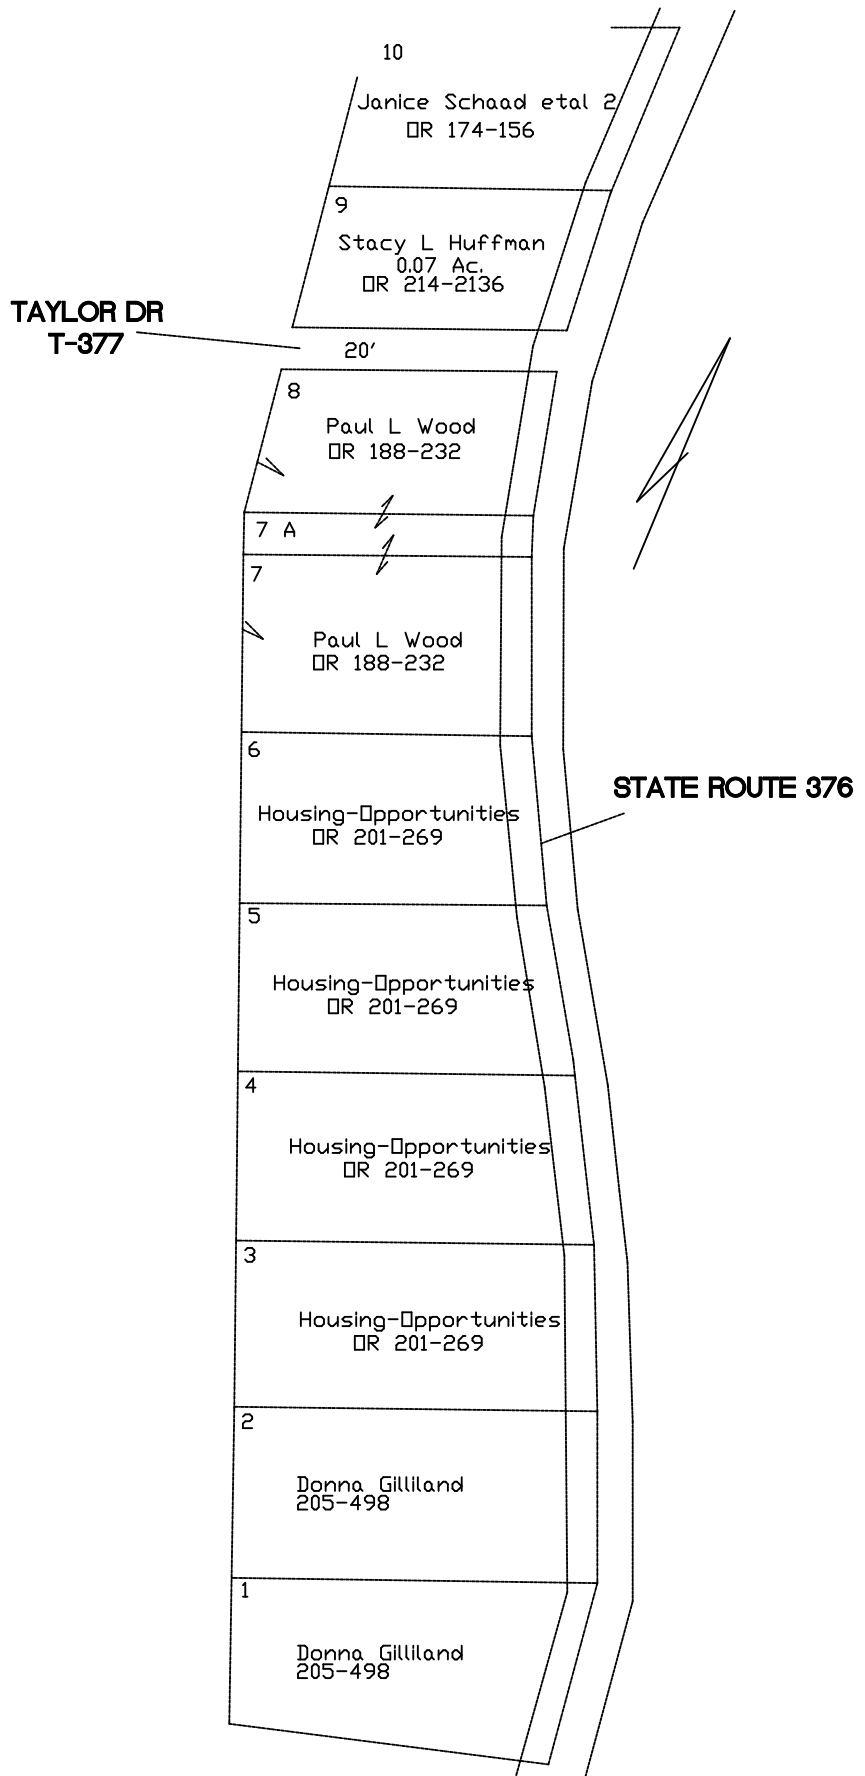 10
Janice Schaad etal 2
OR 174-156
9
Stacy L Huffman
0.07 Ac.
OR 214-2136
TAYLOR DR
T-377
20'
8
Paul L Wood
OR 188-232
7 A
7
Paul L Wood
OR 188-232
6
STATE ROUTE 376
Housing-Opportunities
OR 201-269
5
Housing-Opportunities
OR 201-269
4
Housing-Opportunities
OR 201-269
3
Housing-Opportunities
OR 201-269
2
Donna Gilliland
205-498
1
Donna Gilliland
205-498